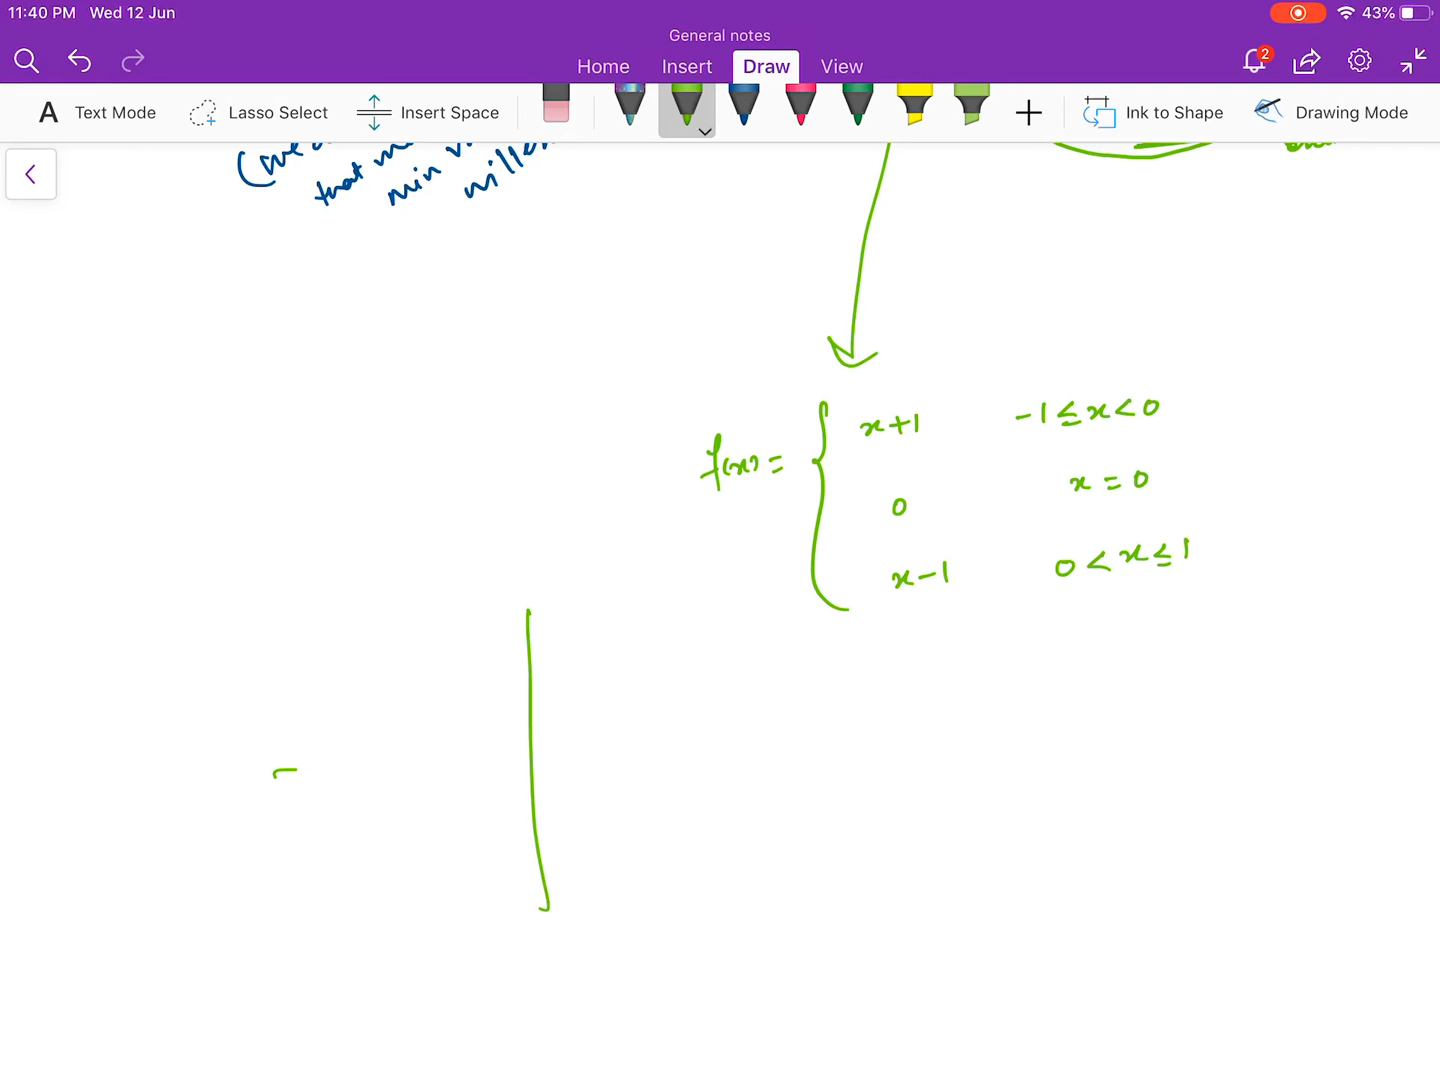 11:40 PM Wed 12 Jun 43%
General notes
Home Insert Draw View 2
A Text Mode Lasso Select Insert Space Ink to Shape Drawing Mode
that
min
f(x) = { x+1 -1 ≤ x < 0
0 x = 0
x-1 0 < x ≤ 1